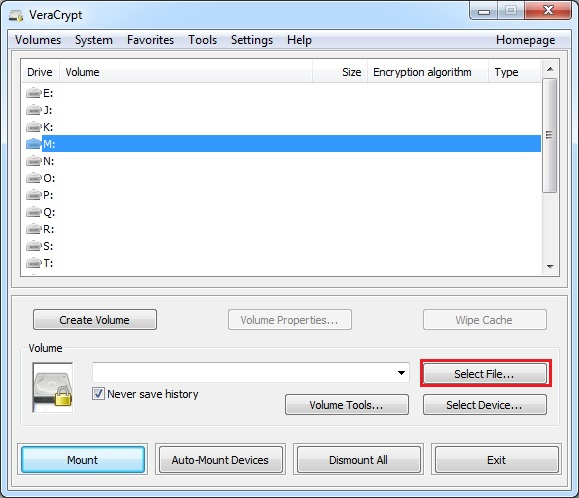 VeraCrypt
Volumes System Favorites Tools Settings Help Homepage
Drive Volume Size Encryption algorithm Type
E:
J:
K:
M:
N:
O:
P:
Q:
R:
S:
T:
Create Volume Volume Properties... Wipe Cache
Volume
Select File...
Never save history
Volume Tools... Select Device...
Mount Auto-Mount Devices Dismount All Exit